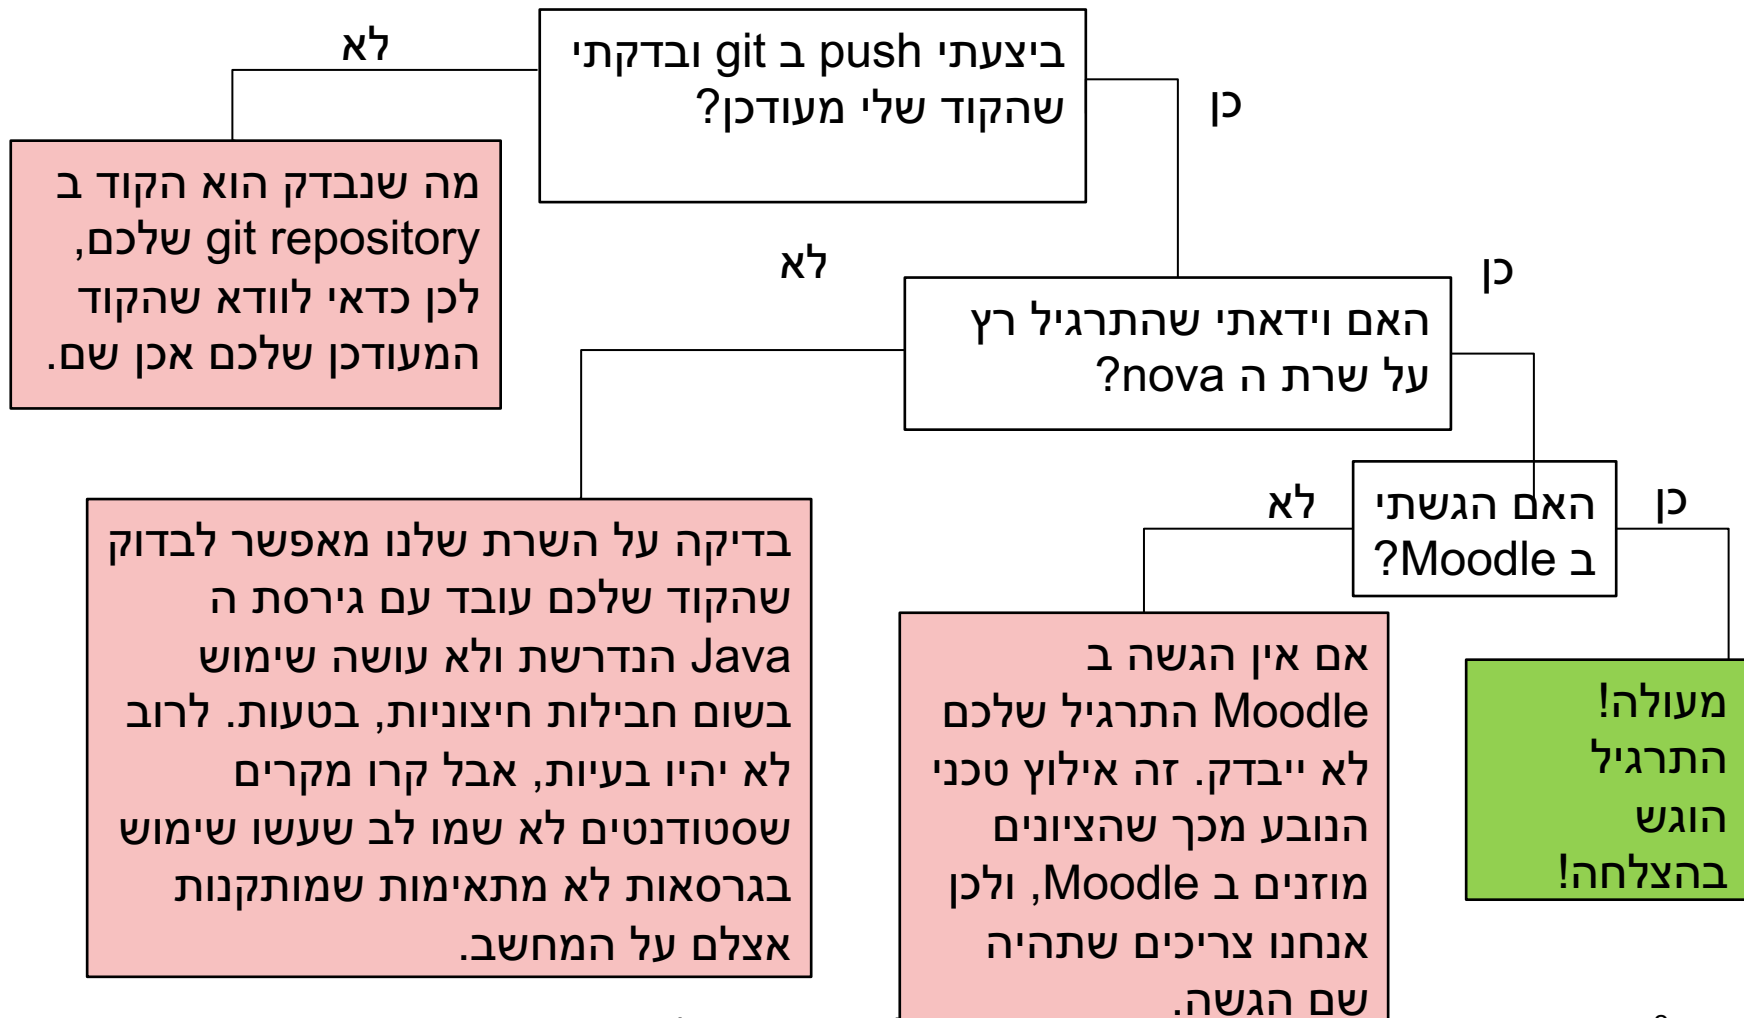 ביצעתי push ב git ובדקתי
שהקוד שלי מעודכן?
לא
כן
מה שנבדק הוא הקוד ב
git repository שלכם,
לכן כדאי לוודא שהקוד
המעודכן שלכם אכן שם.
האם וידאתי שהתרגיל רץ
על שרת ה nova?
לא
כן
בדיקה על השרת שלנו מאפשר לבדוק
שהקוד שלכם עובד עם גירסת ה
Java הנדרשת ולא עושה שימוש
בשום חבילות חיצוניות, בטעות. לרוב
לא יהיו בעיות, אבל קרו מקרים
שסטודנטים לא שמו לב שעשו שימוש
בגרסאות לא מתאימות שמותקנות
אצלם על המחשב.
האם הגשתי
ב Moodle?
לא
כן
אם אין הגשה ב
Moodle התרגיל שלכם
לא ייבדק. זה אילוץ טכני
הנובע מכך שהציונים
מוזנים ב Moodle, ולכן
אנחנו צריכים שתהיה
שם הגשה.
מעולה!
התרגיל
הוגש
בהצלחה!